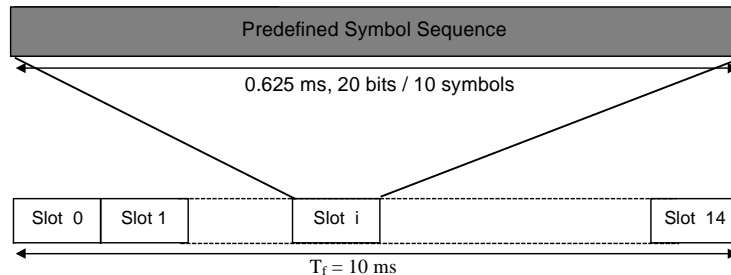 Predefined Symbol Sequence
0.625 ms, 20 bits / 10 symbols
Slot 0 Slot 1 Slot i Slot 14
T_f = 10 ms